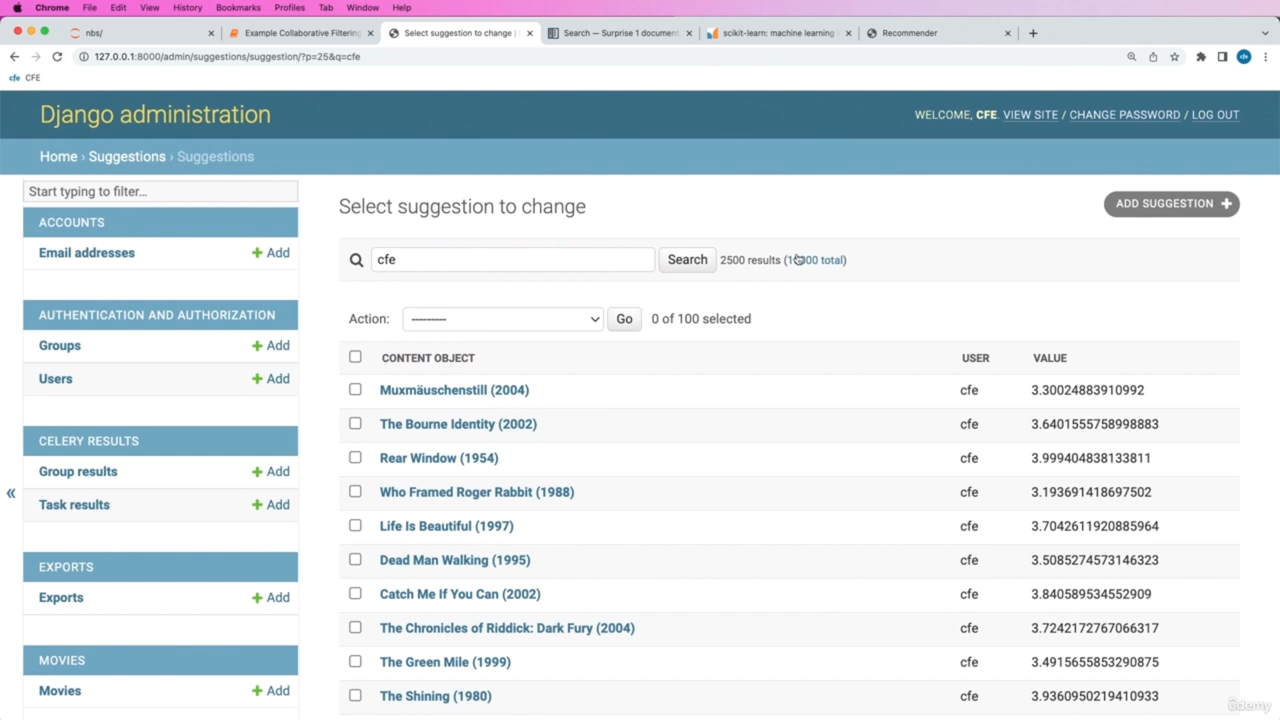 Chrome File Edit View History Bookmarks Profiles Tab Window Help
nbs/ Example Collaborative Filtering Select suggestion to change | Search — Surprise 1 document scikit-learn: machine learning Recommender
127.0.0.1:8000/admin/suggestions/suggestion/?p=25&q=cfe
cfe CFE
Django administration
WELCOME, CFE. VIEW SITE / CHANGE PASSWORD / LOG OUT
Home › Suggestions › Suggestions
Start typing to filter...
ACCOUNTS
Email addresses + Add
AUTHENTICATION AND AUTHORIZATION
Groups + Add
Users + Add
CELERY RESULTS
Group results + Add
Task results + Add
EXPORTS
Exports + Add
MOVIES
Movies + Add
«
Select suggestion to change
ADD SUGGESTION +
cfe Search 2500 results ( total)
Action: --------- Go 0 of 100 selected
CONTENT OBJECT USER VALUE
Muxmäuschenstill (2004) cfe 3.30024883910992
The Bourne Identity (2002) cfe 3.6401555758998883
Rear Window (1954) cfe 3.999404838133811
Who Framed Roger Rabbit (1988) cfe 3.193691418697502
Life Is Beautiful (1997) cfe 3.7042611920885964
Dead Man Walking (1995) cfe 3.5085274573146323
Catch Me If You Can (2002) cfe 3.840589534552909
The Chronicles of Riddick: Dark Fury (2004) cfe 3.7242172767066317
The Green Mile (1999) cfe 3.4915655853290875
The Shining (1980) cfe 3.9360950219410933
ûdemy